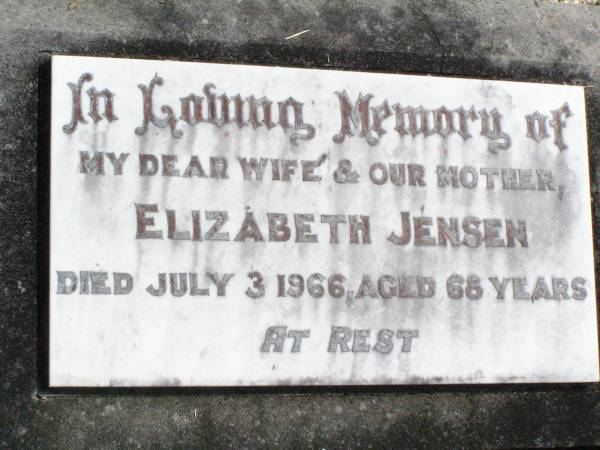 In Loving Memory of
MY DEAR WIFE & OUR MOTHER,
ELIZABETH JENSEN
DIED JULY 3 1966, AGED 68 YEARS
AT REST